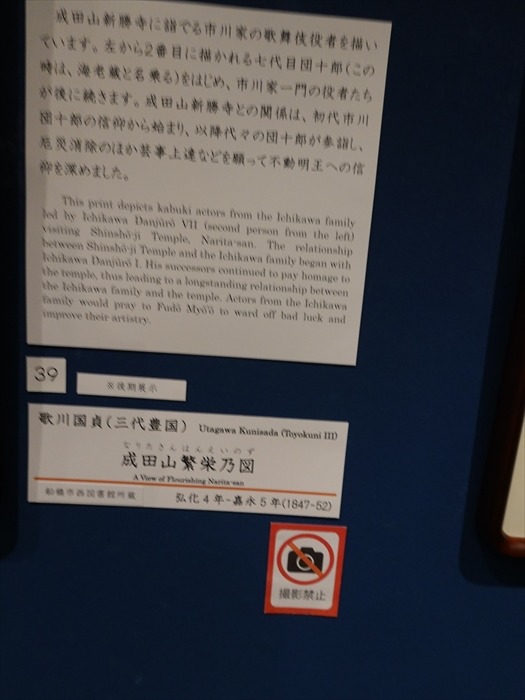 成田山新勝寺に詣でる市川家の歌舞伎役者を描い
ています。左から2番目に描かれる七代目団十郎(この
時は、海老蔵と名乗る)をはじめ、市川家一門の役者たち
が後に続きます。成田山新勝寺との関係は、初代市川
団十郎の信仰から始まり、以降代々の団十郎が参詣し、
厄災消除のほか芸事上達などを願って不動明王への信
仰を深めました。
This print depicts kabuki actors from the Ichikawa family
led by Ichikawa Danjūrō VII (second person from the left)
visiting Shinshō-ji Temple, Narita-san. The relationship
between Shinshō-ji Temple and the Ichikawa family began with
Ichikawa Danjūrō I. His successors continued to pay homage to
the temple, thus leading to a longstanding relationship between
the Ichikawa family and the temple. Actors from the Ichikawa
family would pray to Fudō Myōō to ward off bad luck and
improve their artistry.
39
※後期展示
歌川国貞(三代豊国) Utagawa Kunisada (Toyokuni III)
なりたさんはんえいのず
成田山繁栄乃図
A View of Flourishing Narita-san
船橋市西図書館所蔵 弘化4年-嘉永5年(1847-52)
撮影禁止